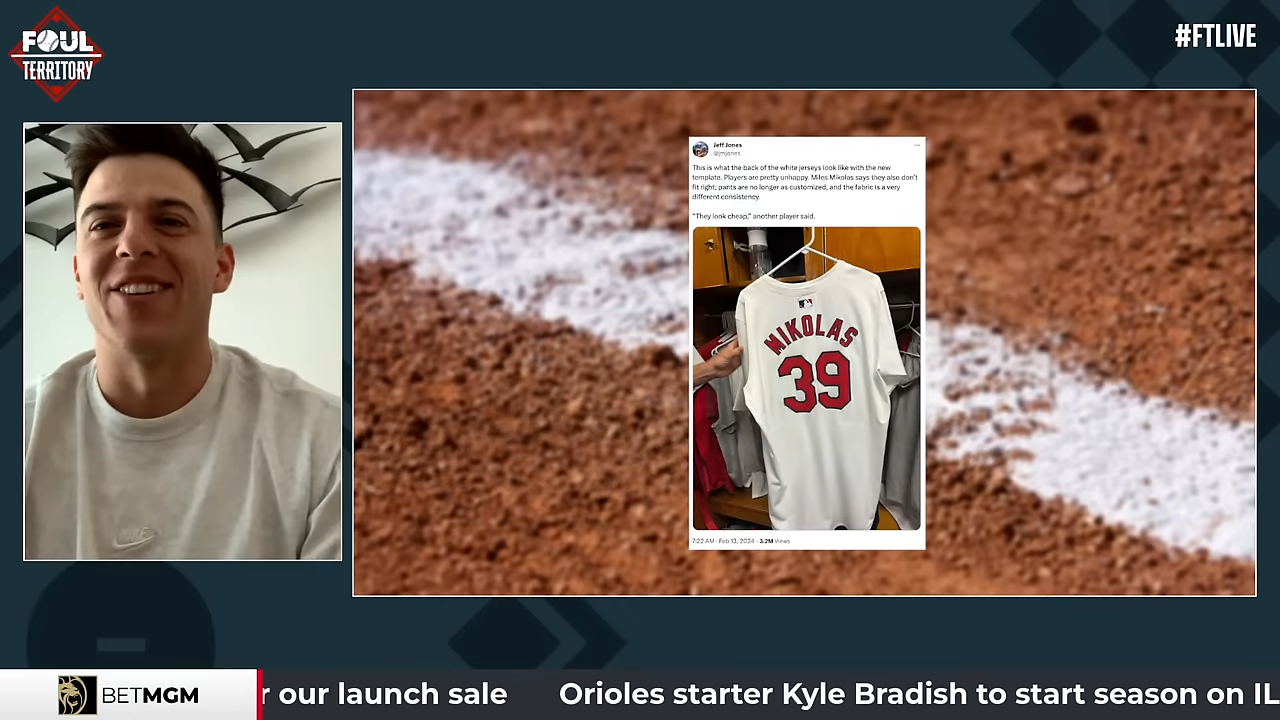 FOUL
TERRITORY
#FTLIVE
Jeff Jones
@jmjones
This is what the back of the white jerseys look like with the new
template. Players are pretty unhappy. Miles Mikolas says they also don't
fit right; pants are no longer as customized, and the fabric is a very
different consistency.
"They look cheap," another player said.
MIKOLAS
39
7:22 AM · Feb 13, 2024 · 3.2M Views
NIKE
BETMGM
r our launch sale
Orioles starter Kyle Bradish to start season on IL